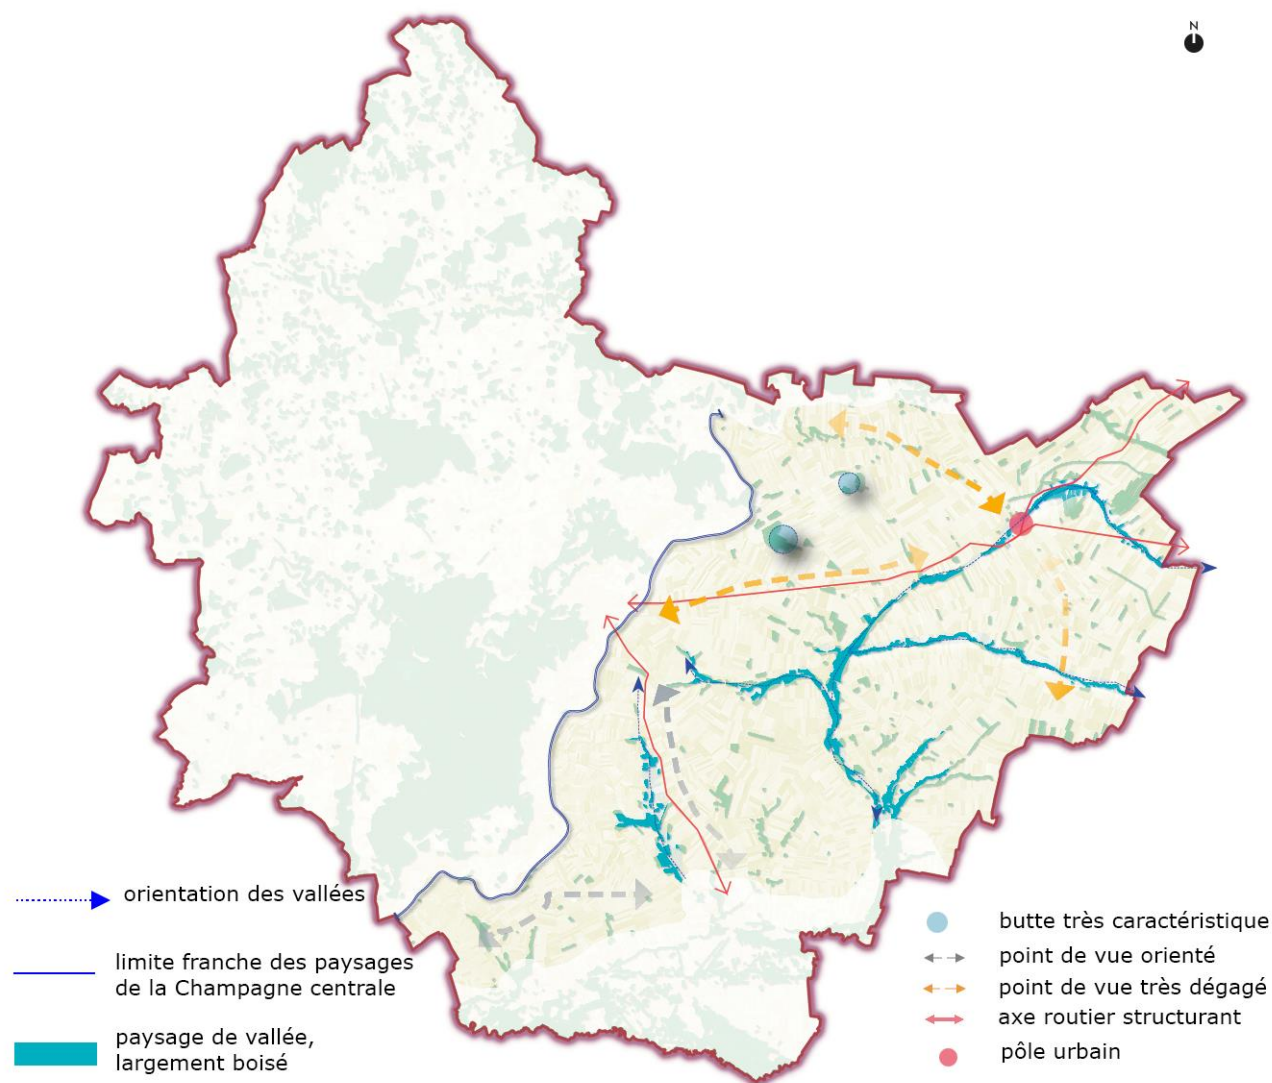 N
orientation des vallées
limite franche des paysages
de la Champagne centrale
paysage de vallée,
largement boisé
butte très caractéristique
point de vue orienté
point de vue très dégagé
axe routier structurant
pôle urbain